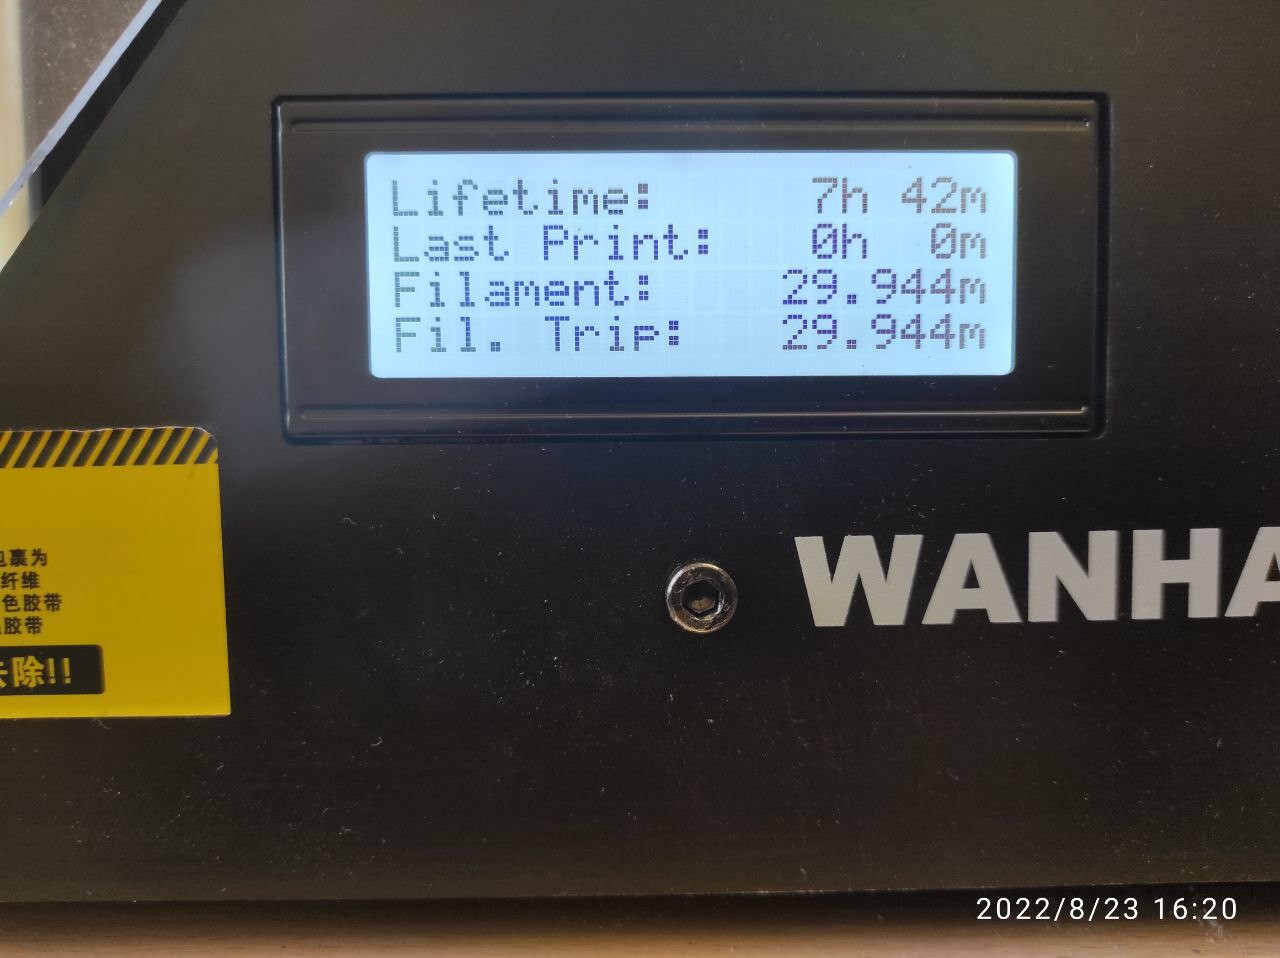 Lifetime: 7h 42m
Last Print: 0h 0m
Filament: 29.944m
Fil. Trip: 29.944m
WANHA
裹为
纤维
色胶带
胶带
去除!!
2022/8/23 16:20